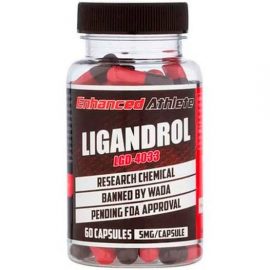 Enhanced Athlete
LIGANDROL
LGD-4033
RESEARCH CHEMICAL
BANNED BY WADA
PENDING FDA APPROVAL
60 CAPSULES 5MG/CAPSULE